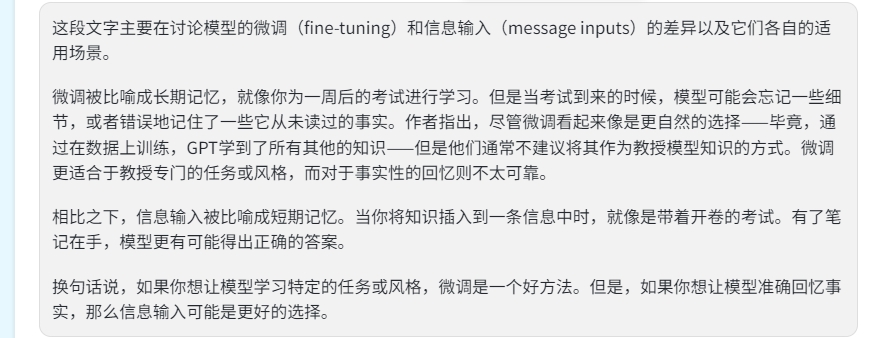 这段文字主要在讨论模型的微调（fine-tuning）和信息输入（message inputs）的差异以及它们各自的适
用场景。
微调被比喻成长期记忆，就像你为一周后的考试进行学习。但是当考试到来的时候，模型可能会忘记一些细
节，或者错误地记住了一些它从未读过的事实。作者指出，尽管微调看起来像是更自然的选择——毕竟，通
过在数据上训练，GPT学到了所有其他的知识——但是他们通常不建议将其作为教授模型知识的方式。微调
更适合于教授专门的任务或风格，而对于事实性的回忆则不太可靠。
相比之下，信息输入被比喻成短期记忆。当你将知识插入到一条信息中时，就像是带着开卷的考试。有了笔
记在手，模型更有可能得出正确的答案。
换句话说，如果你想让模型学习特定的任务或风格，微调是一个好方法。但是，如果你想让模型准确回忆事
实，那么信息输入可能是更好的选择。